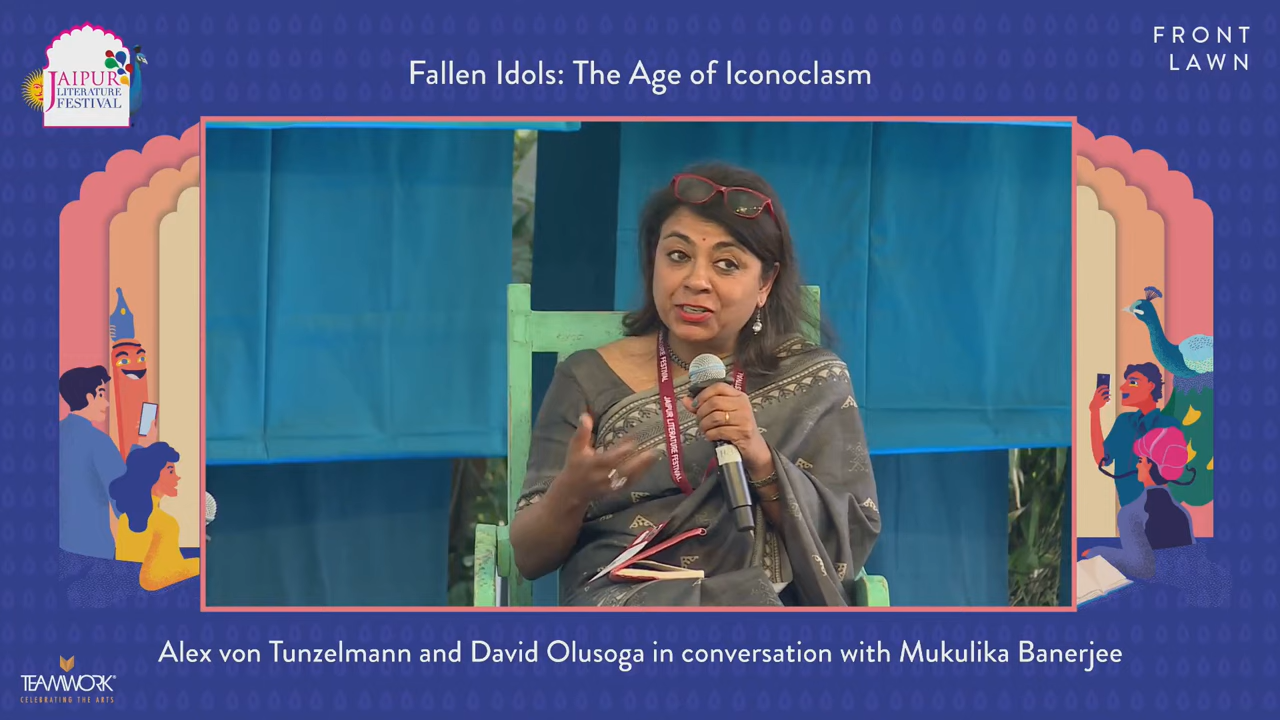 JAIPUR
LITERATURE
FESTIVAL
FRONT
LAWN
Fallen Idols: The Age of Iconoclasm
JAIPUR LITERATURE FESTIVAL
Alex von Tunzelmann and David Olusoga in conversation with Mukulika Banerjee
TEAMWORK®
CELEBRATING THE ARTS